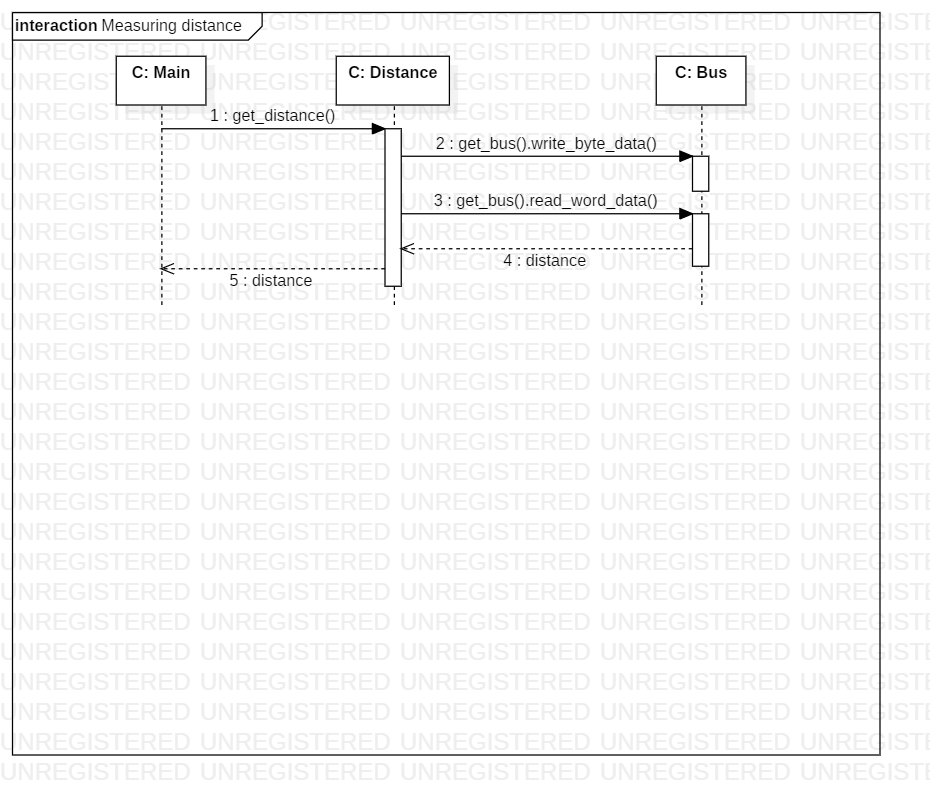 interaction Measuring distance
C: Main
C: Distance
C: Bus
1 : get_distance()
2 : get_bus().write_byte_data()
3 : get_bus().read_word_data()
4 : distance
5 : distance
UNREGISTERED UNREGISTERED UNREGISTERED UNREGISTERED UNREGISTERED